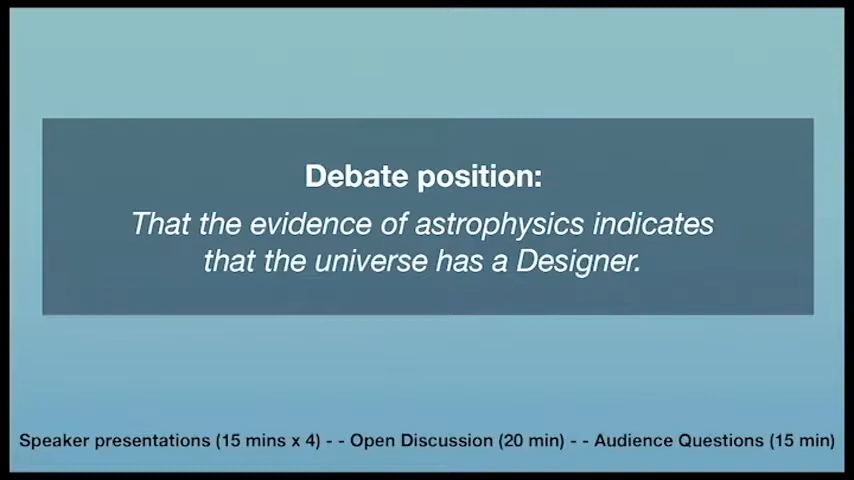 Debate position:
That the evidence of astrophysics indicates
that the universe has a Designer.
Speaker presentations (15 mins x 4) - - Open Discussion (20 min) - - Audience Questions (15 min)